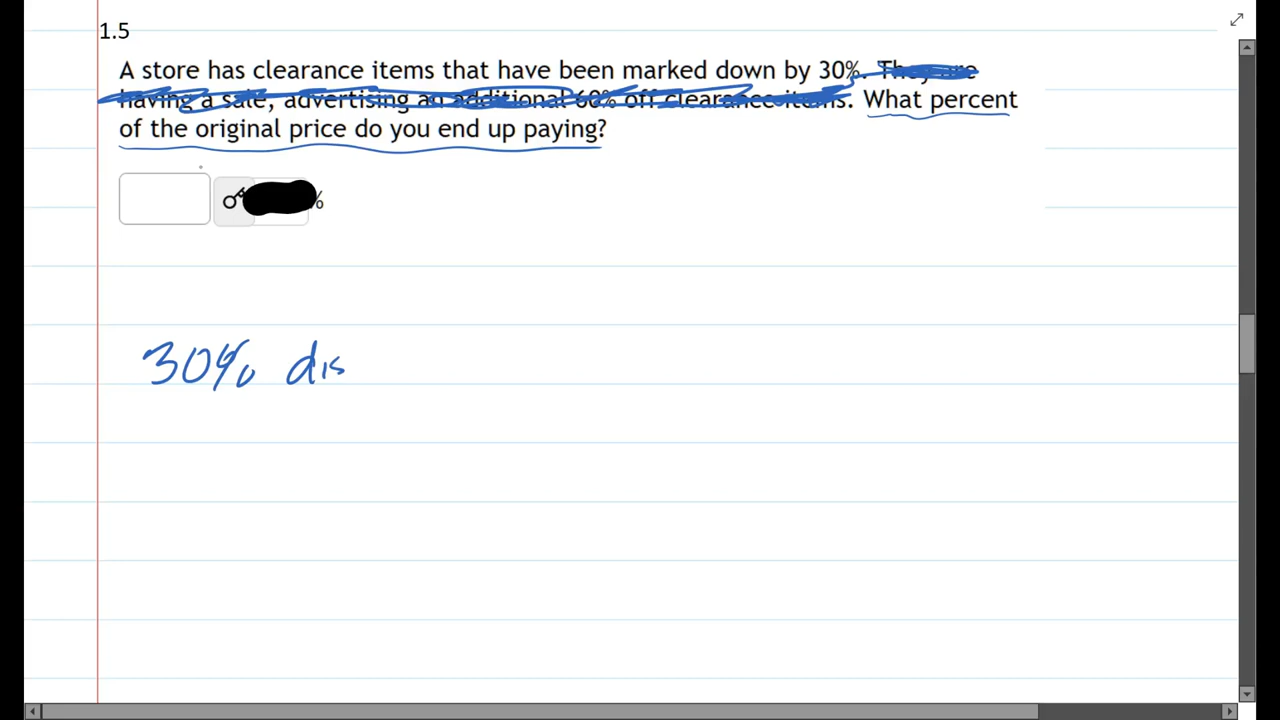 1.5
A store has clearance items that have been marked down by 30%. They are
having a sale, advertising an additional 60% off clearance items. What percent
of the original price do you end up paying?
%
30% dis